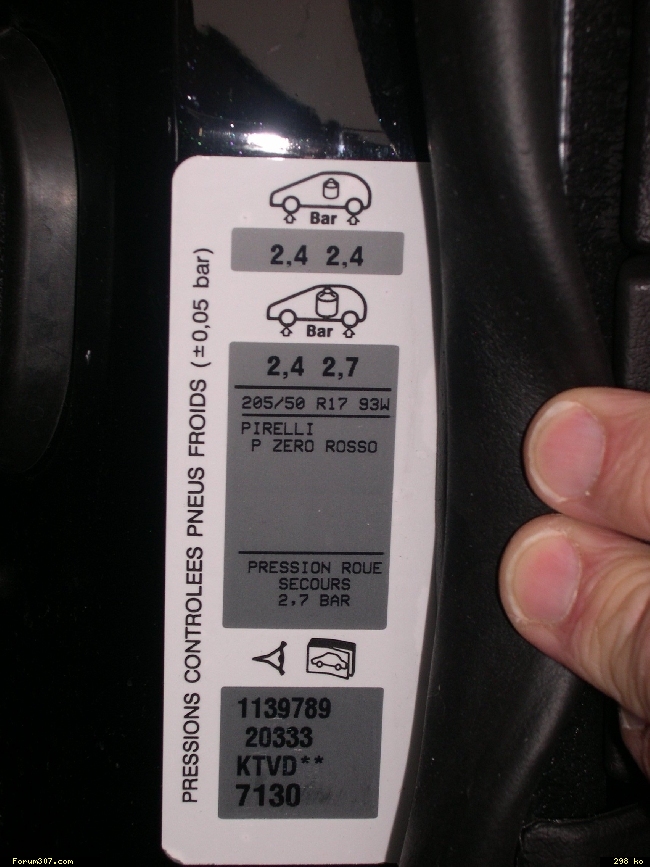 PRESSIONS CONTROLEES PNEUS FROIDS (±0,05 bar)
Bar
2,4 2,4
Bar
2,4 2,7
205/50 R17 93W
PIRELLI
P ZERO ROSSO
PRESSION ROUE
SECOURS
2.7 BAR
1139789
20333
KTVD**
7130
Forum307.com
298 ko